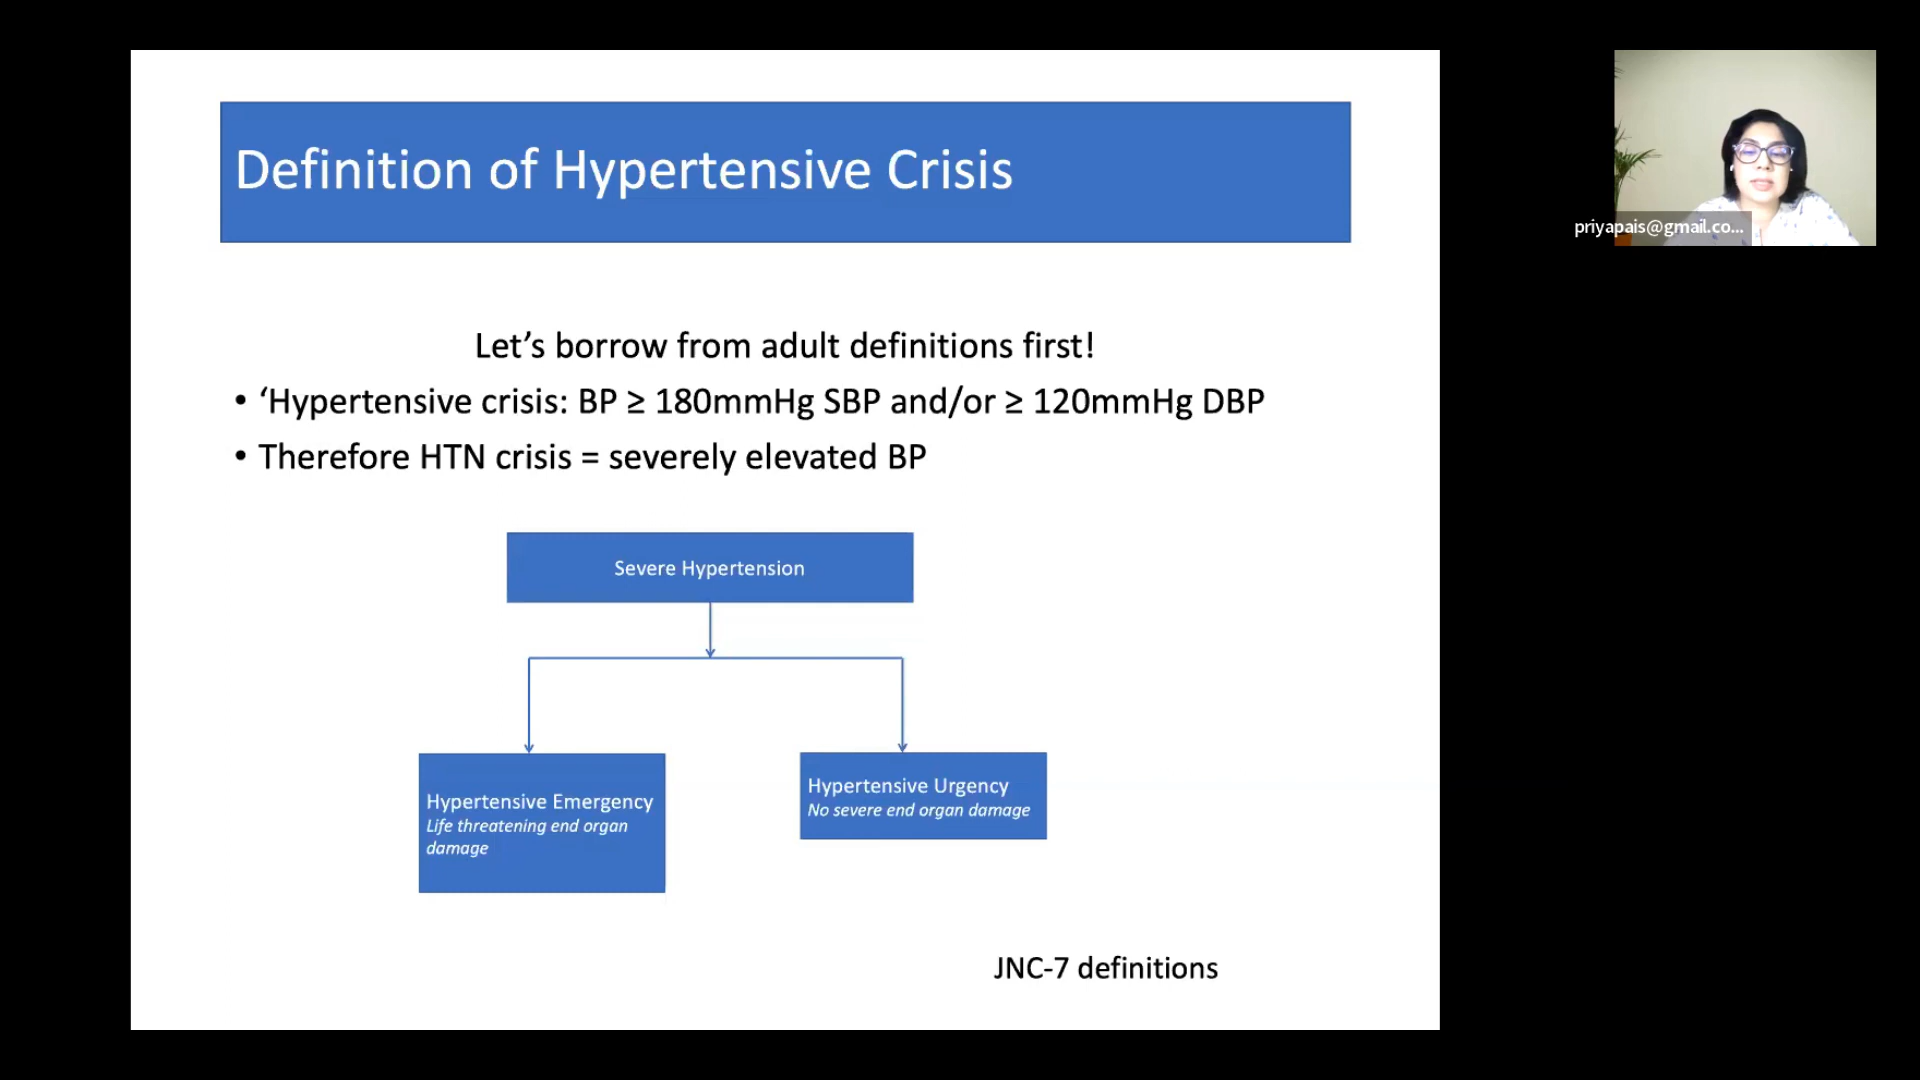 Definition of Hypertensive Crisis
Let’s borrow from adult definitions first!
• ‘Hypertensive crisis: BP ≥ 180mmHg SBP and/or ≥ 120mmHg DBP
• Therefore HTN crisis = severely elevated BP
Severe Hypertension
Hypertensive Emergency
Life threatening end organ
damage
Hypertensive Urgency
No severe end organ damage
JNC-7 definitions
priyapais@gmail.co...